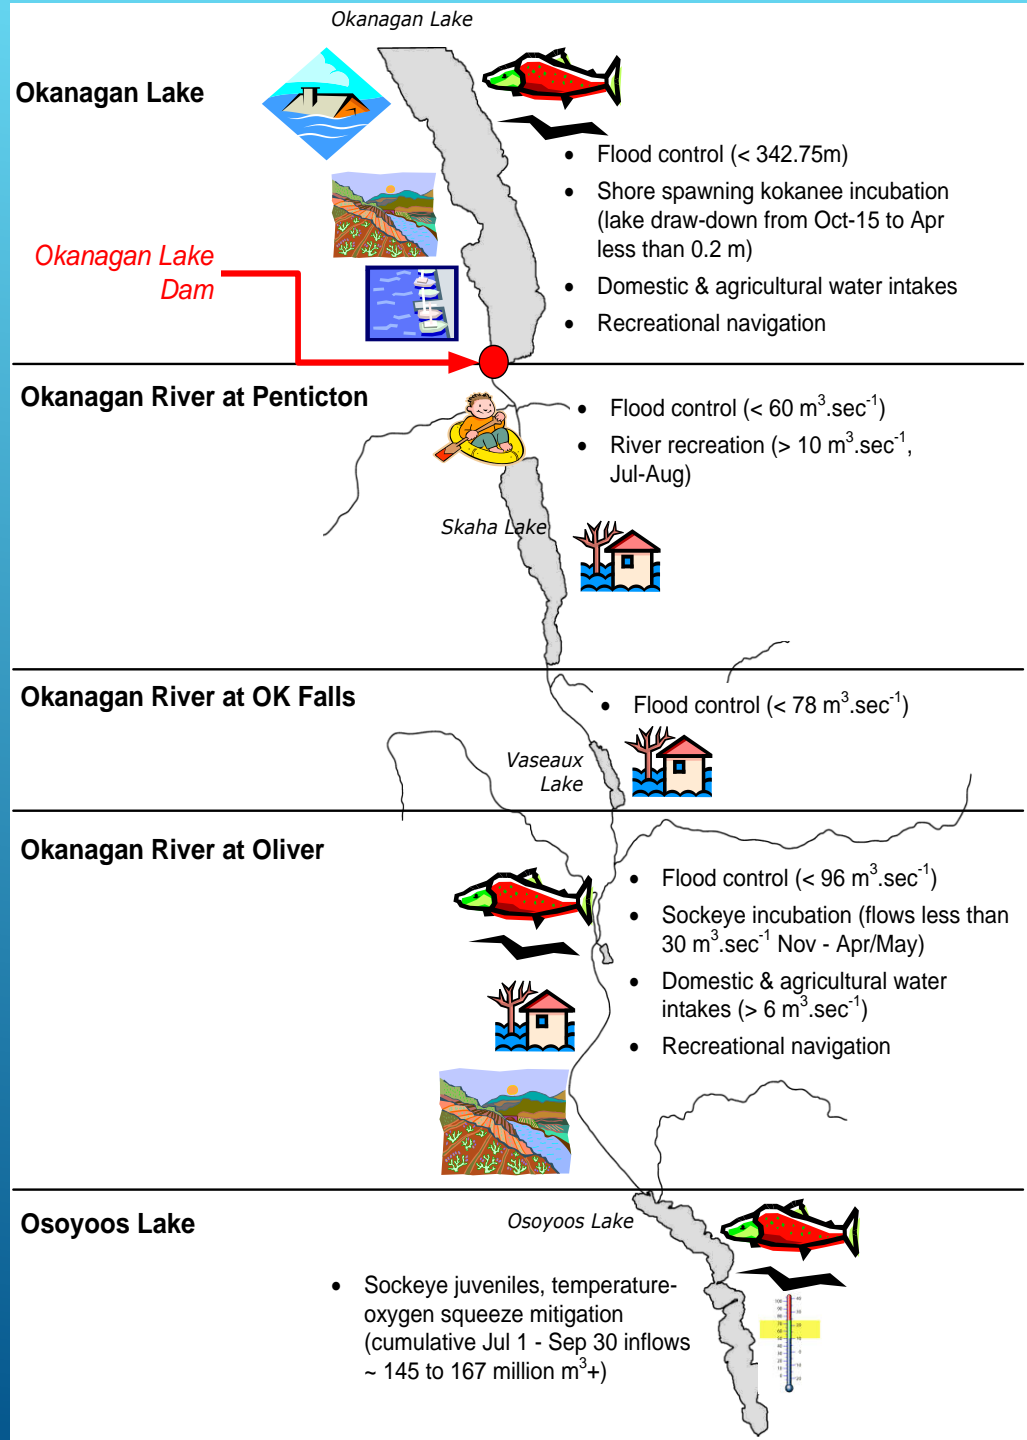 Okanagan Lake
Okanagan Lake
• Flood control (< 342.75m)
• Shore spawning kokanee incubation
(lake draw-down from Oct-15 to Apr
less than 0.2 m)
• Domestic & agricultural water intakes
• Recreational navigation
Okanagan Lake
Dam
Okanagan River at Penticton
• Flood control (< 60 m³.sec⁻¹)
• River recreation (> 10 m³.sec⁻¹,
Jul-Aug)
Skaha Lake
Okanagan River at OK Falls
• Flood control (< 78 m³.sec⁻¹)
Vaseaux
Lake
Okanagan River at Oliver
• Flood control (< 96 m³.sec⁻¹)
• Sockeye incubation (flows less than
30 m³.sec⁻¹ Nov - Apr/May)
• Domestic & agricultural water
intakes (> 6 m³.sec⁻¹)
• Recreational navigation
Osoyoos Lake
Osoyoos Lake
• Sockeye juveniles, temperature-
oxygen squeeze mitigation
(cumulative Jul 1 - Sep 30 inflows
~ 145 to 167 million m³+)